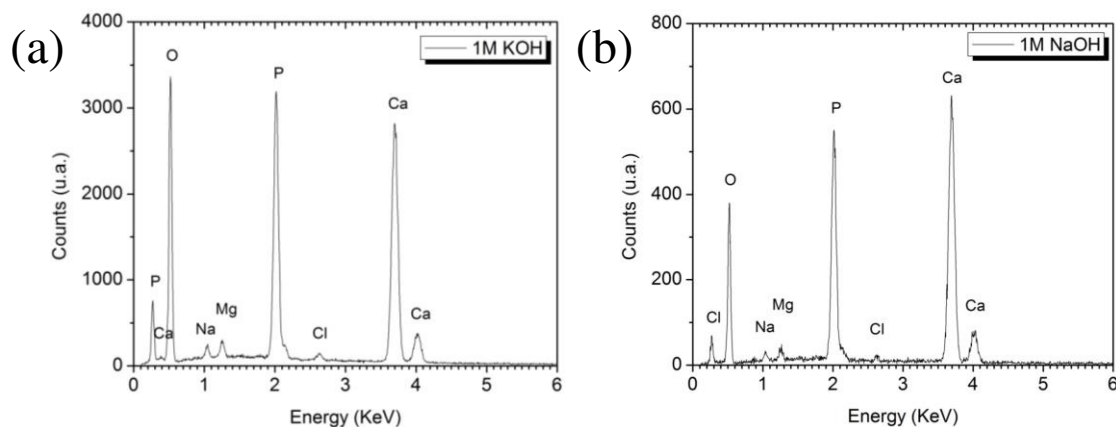 (a)
4000
3000
2000
1000
0
Counts (u.a.)
1M KOH
P
Ca
O
Na
Mg
P
Cl
Ca
Ca
0 1 2 3 4 5 6
Energy (KeV)
(b)
800
600
400
200
0
Counts (u.a.)
1M NaOH
Cl
O
Na
Mg
P
Cl
Ca
Ca
0 1 2 3 4 5 6
Energy (KeV)